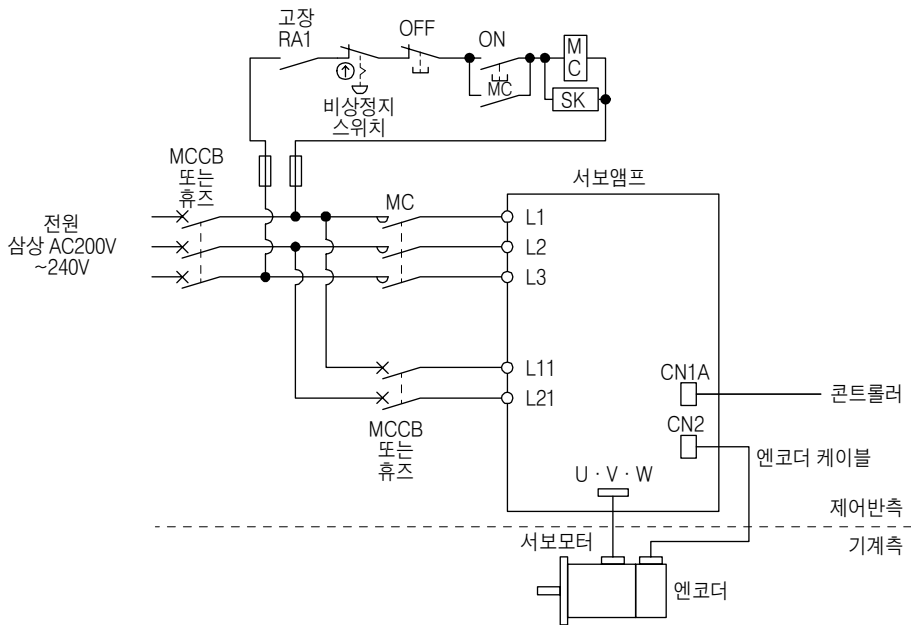 고장
RA1
OFF
ON
M
C
MC
SK
비상정지
스위치
MCCB
또는
휴즈
MC
서보앰프
전원
삼상 AC200V
~240V
L1
L2
L3
L11
L21
MCCB
또는
휴즈
CN1A
콘트롤러
CN2
엔코더 케이블
U · V · W
제어반측
서보모터
기계측
엔코더